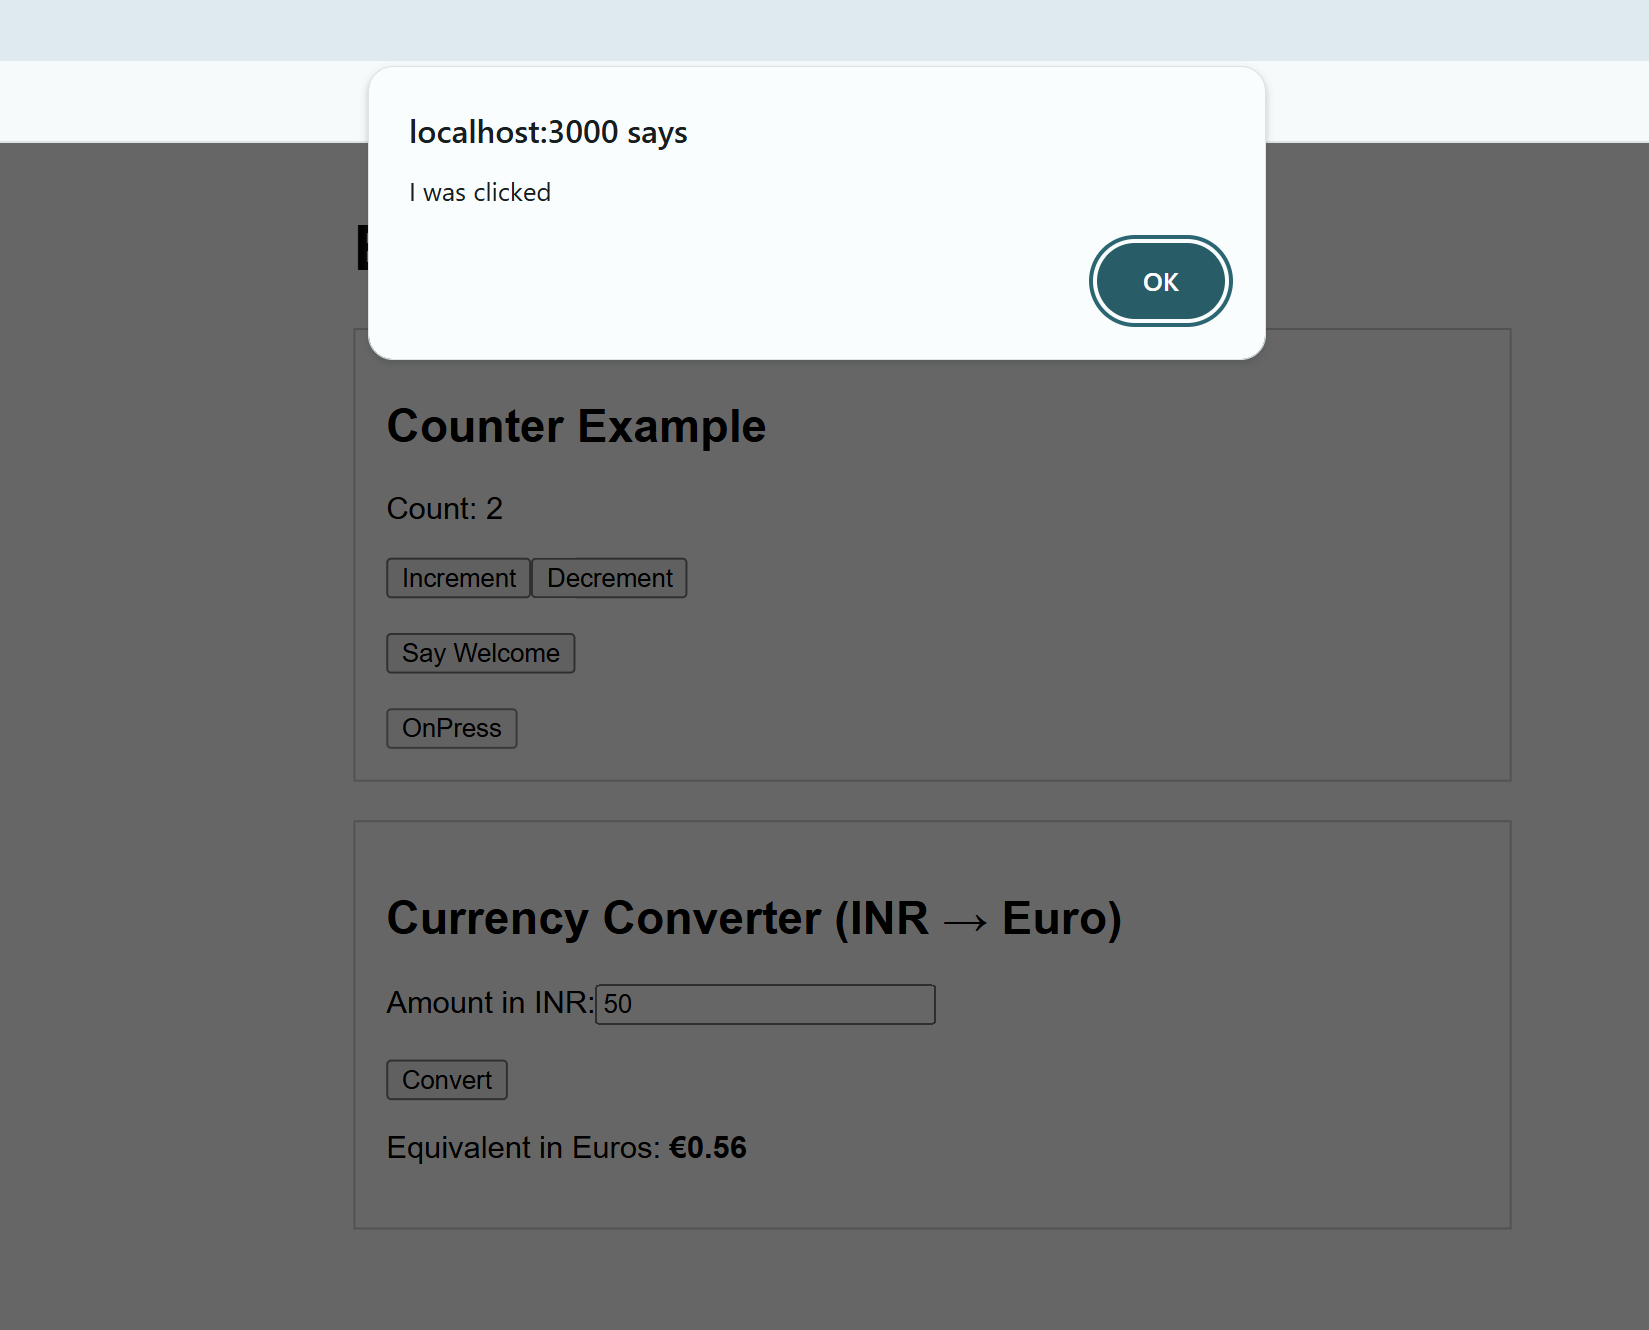 localhost:3000 says
I was clicked
OK
Counter Example
Count: 2
Increment Decrement
Say Welcome
OnPress
Currency Converter (INR → Euro)
Amount in INR: 50
Convert
Equivalent in Euros: €0.56